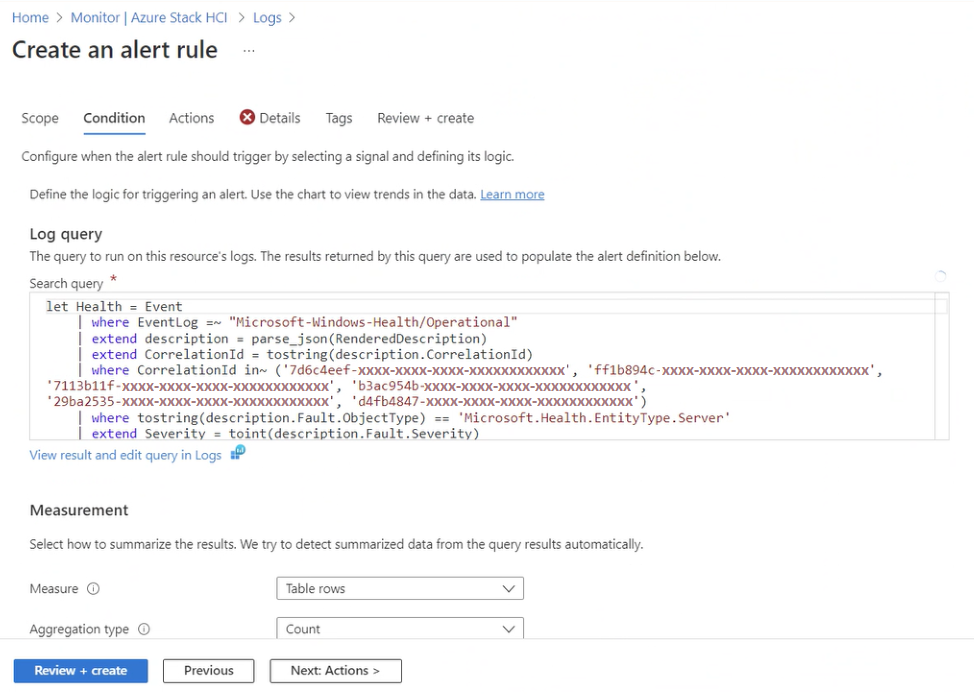 Home > Monitor | Azure Stack HCI > Logs >
Create an alert rule ...
Scope Condition Actions Details Tags Review + create
Configure when the alert rule should trigger by selecting a signal and defining its logic.
Define the logic for triggering an alert. Use the chart to view trends in the data. Learn more
Log query
The query to run on this resource's logs. The results returned by this query are used to populate the alert definition below.
Search query *
let Health = Event
| where EventLog =~ "Microsoft-Windows-Health/Operational"
| extend description = parse_json(RenderedDescription)
| extend CorrelationId = tostring(description.CorrelationId)
| where CorrelationId in~ ('7d6c4eef-xxxx-xxxx-xxxx-xxxxxxxxxxxx', 'ff1b894c-xxxx-xxxx-xxxx-xxxxxxxxxxxx',
'7113b11f-xxxx-xxxx-xxxx-xxxxxxxxxxxx', 'b3ac954b-xxxx-xxxx-xxxx-xxxxxxxxxxxx',
'29ba2535-xxxx-xxxx-xxxx-xxxxxxxxxxxx', 'd4fb4847-xxxx-xxxx-xxxx-xxxxxxxxxxxx')
| where tostring(description.Fault.ObjectType) == 'Microsoft.Health.EntityType.Server'
| extend Severity = toint(description.Fault.Severity)
View result and edit query in Logs
Measurement
Select how to summarize the results. We try to detect summarized data from the query results automatically.
Measure Table rows
Aggregation type Count
Review + create Previous Next: Actions >